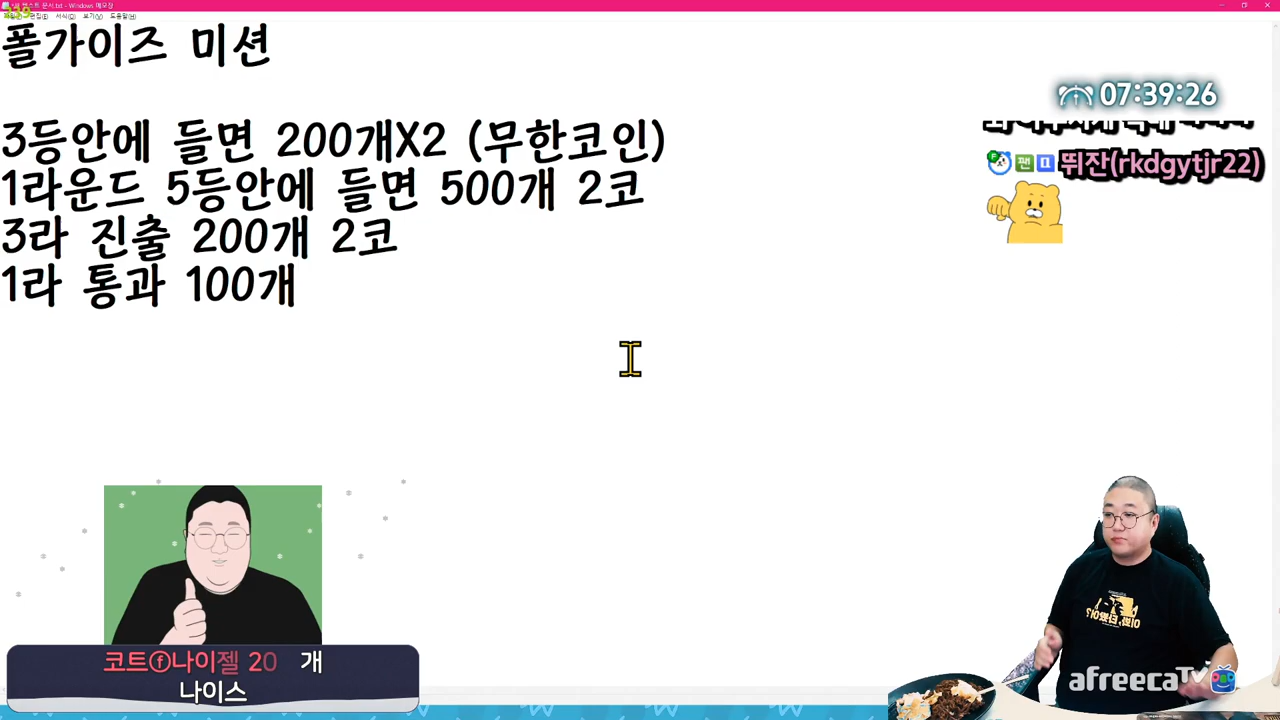 폴가이즈 미션
3등안에 들면 200개X2 (무한코인)
1라운드 5등안에 들면 500개 2코
3라 진출 200개 2코
1라 통과 100개
07:39:26
팬 뛰잔(rkdgytjr22)
코트ⓕ나이젤 20 개
나이스
afreecaTV